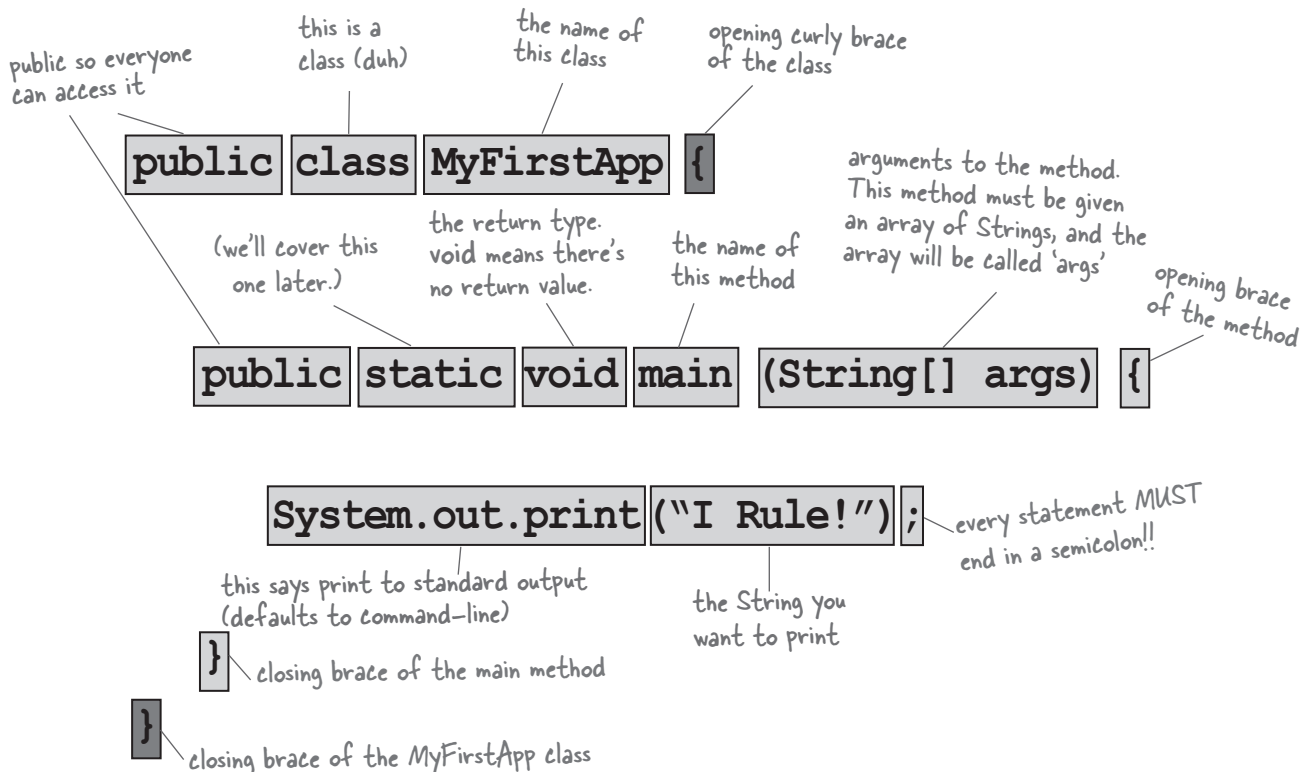 public so everyone
can access it
this is a
class (duh)
the name of
this class
opening curly brace
of the class
public class MyFirstApp {
(we'll cover this
one later.)
the return type.
void means there's
no return value.
the name of
this method
arguments to the method.
This method must be given
an array of Strings, and the
array will be called 'args'
opening brace
of the method
public static void main (String[] args) {
System.out.print("I Rule!");
every statement MUST
end in a semicolon!!
this says print to standard output
(defaults to command-line)
the String you
want to print
}
closing brace of the main method
}
closing brace of the MyFirstApp class